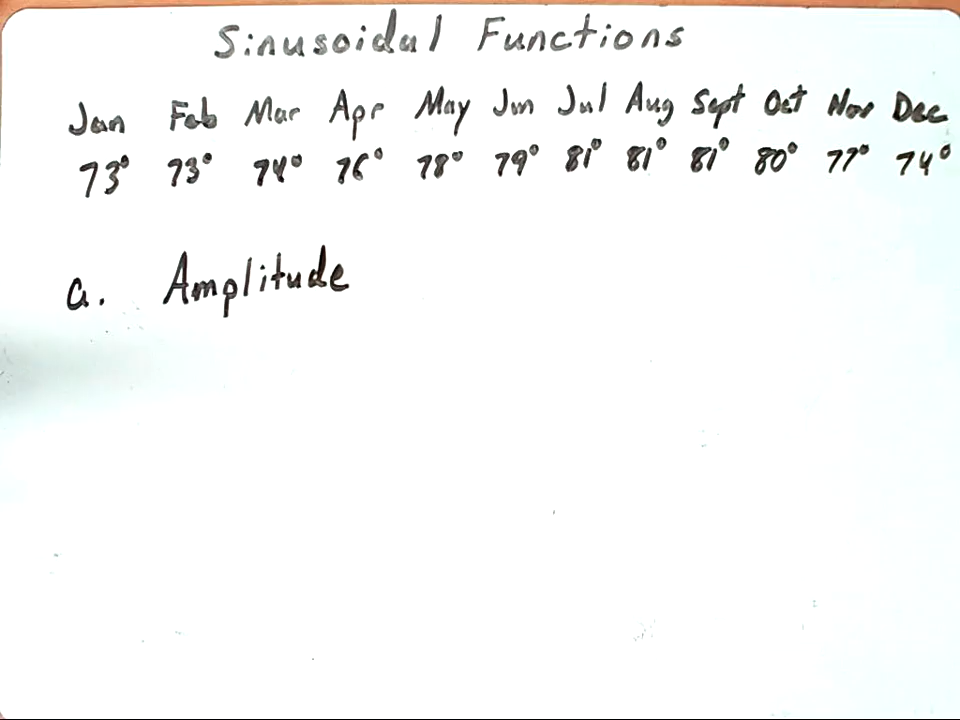 Sinusoidal Functions
Jan Feb Mar Apr May Jun Jul Aug Sept Oct Nov Dec
73° 73° 74° 76° 78° 79° 81° 81° 81° 80° 77° 74°
a. Amplitude